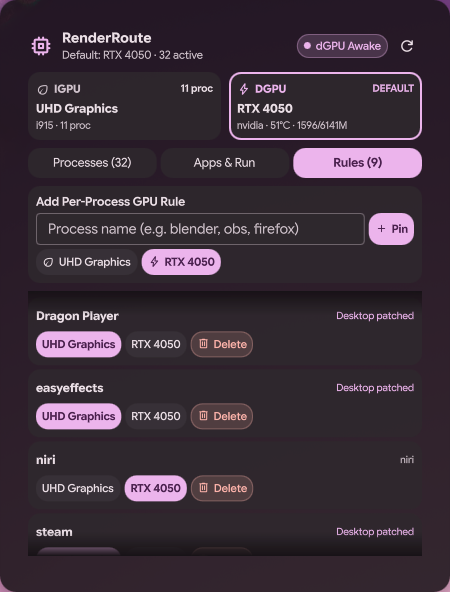 RenderRoute
Default: RTX 4050 · 32 active
dGPU Awake
IGPU
11 proc
UHD Graphics
i915 · 11 proc
DGPU
DEFAULT
RTX 4050
nvidia · 51°C · 1596/6141M
Processes (32)
Apps & Run
Rules (9)
Add Per-Process GPU Rule
Process name (e.g. blender, obs, firefox)
+ Pin
UHD Graphics
RTX 4050
Dragon Player
Desktop patched
UHD Graphics
RTX 4050
Delete
easyeffects
Desktop patched
UHD Graphics
RTX 4050
Delete
niri
niri
UHD Graphics
RTX 4050
Delete
steam
Desktop patched